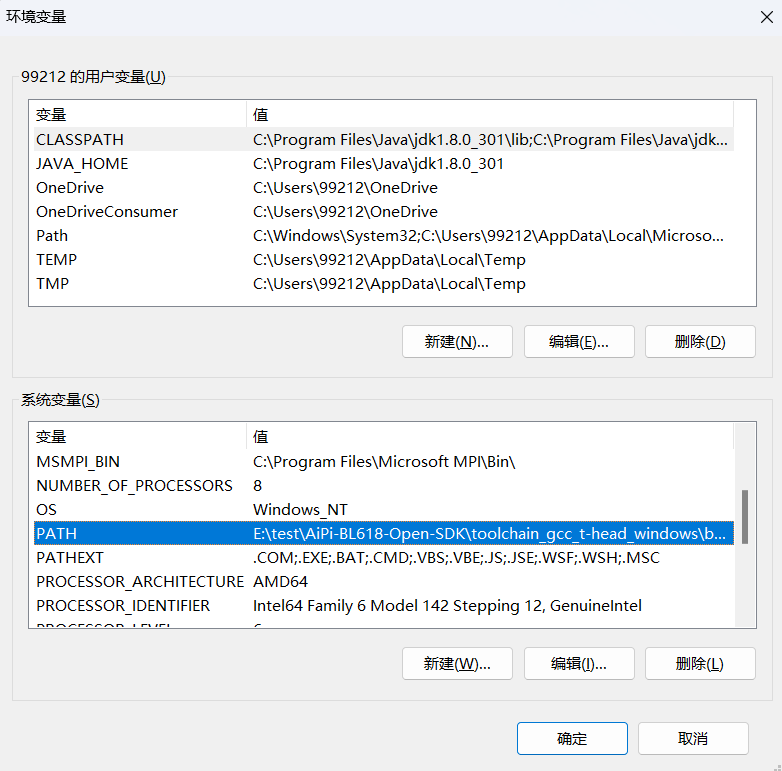 环境变量
99212 的用户变量(U)
变量 值
CLASSPATH C:\Program Files\Java\jdk1.8.0_301\lib;C:\Program Files\Java\jdk...
JAVA_HOME C:\Program Files\Java\jdk1.8.0_301
OneDrive C:\Users\99212\OneDrive
OneDriveConsumer C:\Users\99212\OneDrive
Path C:\Windows\System32;C:\Users\99212\AppData\Local\Microso...
TEMP C:\Users\99212\AppData\Local\Temp
TMP C:\Users\99212\AppData\Local\Temp
新建(N)... 编辑(E)... 删除(D)
系统变量(S)
变量 值
MSMPI_BIN C:\Program Files\Microsoft MPI\Bin\
NUMBER_OF_PROCESSORS 8
OS Windows_NT
PATH E:\test\AiPi-BL618-Open-SDK\toolchain_gcc_t-head_windows\b...
PATHEXT .COM;.EXE;.BAT;.CMD;.VBS;.VBE;.JS;.JSE;.WSF;.WSH;.MSC
PROCESSOR_ARCHITECTURE AMD64
PROCESSOR_IDENTIFIER Intel64 Family 6 Model 142 Stepping 12, GenuineIntel
PROCESSOR_LEVEL 6
新建(W)... 编辑(I)... 删除(L)
确定 取消